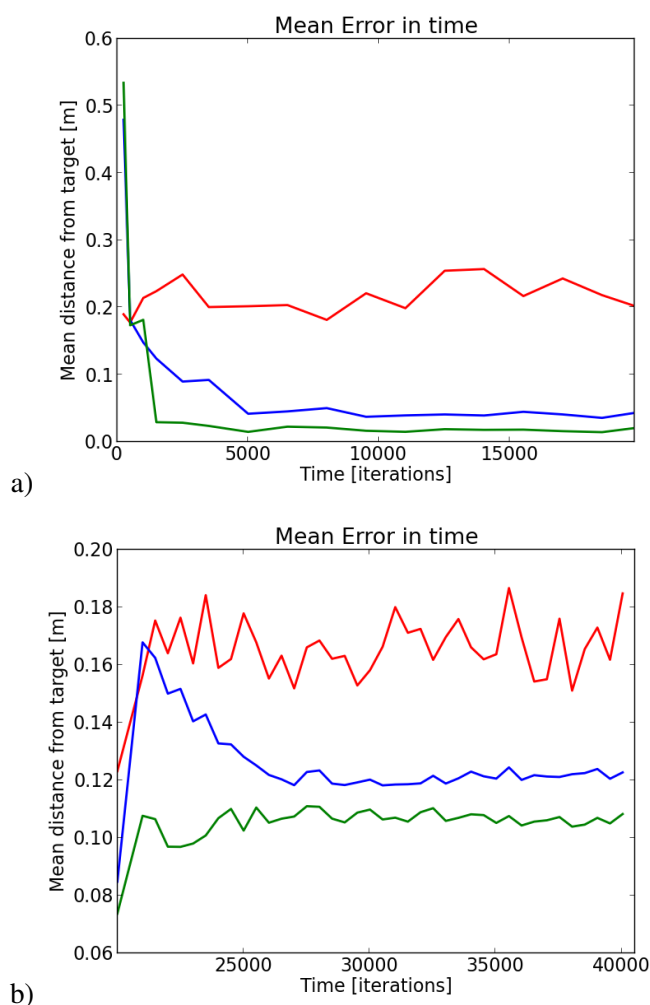 Mean Error in time
0.6
0.5
0.4
0.3
0.2
0.1
0.0
Mean distance from target [m]
0 5000 10000 15000
Time [iterations]
a)
Mean Error in time
0.20
0.18
0.16
0.14
0.12
0.10
0.08
0.06
Mean distance from target [m]
25000 30000 35000 40000
Time [iterations]
b)